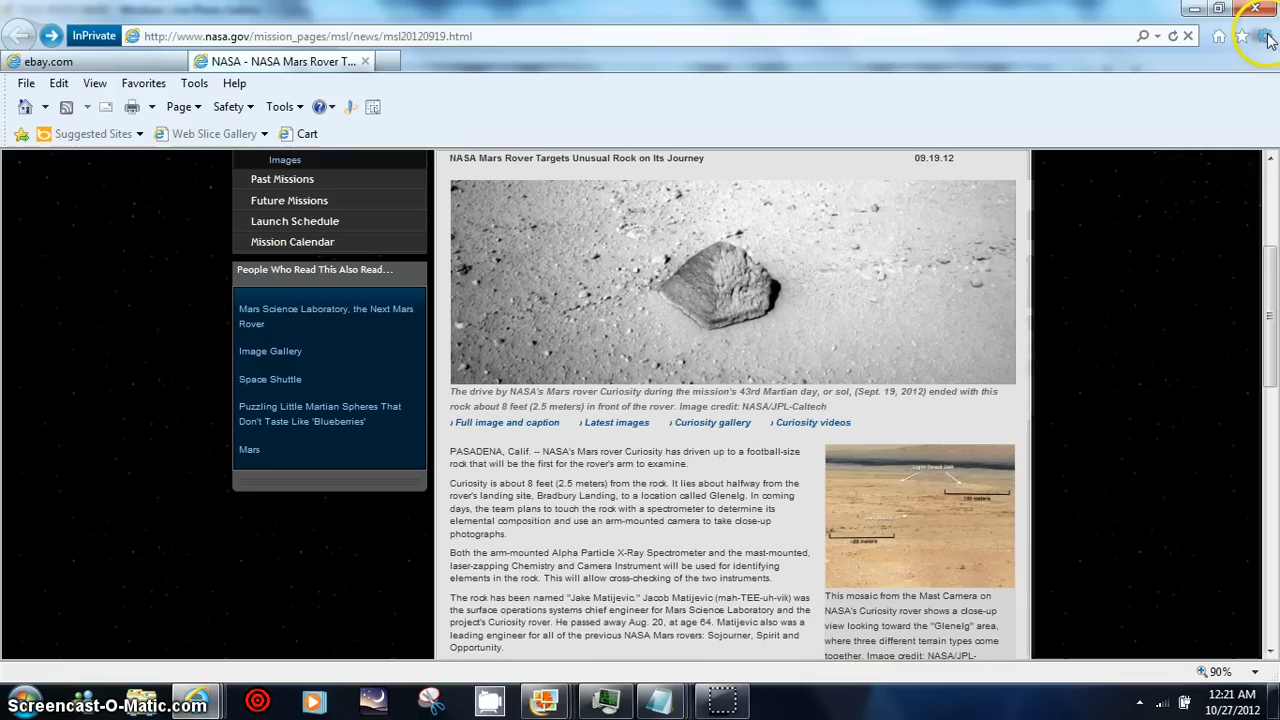 InPrivate
http://www.nasa.gov/mission_pages/msl/news/msl20120919.html
ebay.com
NASA - NASA Mars Rover T...
File Edit View Favorites Tools Help
Page Safety Tools
Suggested Sites Web Slice Gallery Cart
Images
Past Missions
Future Missions
Launch Schedule
Mission Calendar
People Who Read This Also Read...
Mars Science Laboratory, the Next Mars
Rover
Image Gallery
Space Shuttle
Puzzling Little Martian Spheres That
Don't Taste Like 'Blueberries'
Mars
NASA Mars Rover Targets Unusual Rock on Its Journey 09.19.12
The drive by NASA's Mars rover Curiosity during the mission's 43rd Martian day, or sol, (Sept. 19, 2012) ended with this
rock about 8 feet (2.5 meters) in front of the rover. Image credit: NASA/JPL-Caltech
› Full image and caption › Latest images › Curiosity gallery › Curiosity videos
PASADENA, Calif. -- NASA's Mars rover Curiosity has driven up to a football-size
rock that will be the first for the rover's arm to examine.
Curiosity is about 8 feet (2.5 meters) from the rock. It lies about halfway from the
rover's landing site, Bradbury Landing, to a location called Glenelg. In coming
days, the team plans to touch the rock with a spectrometer to determine its
elemental composition and use an arm-mounted camera to take close-up
photographs.
Both the arm-mounted Alpha Particle X-Ray Spectrometer and the mast-mounted,
laser-zapping Chemistry and Camera Instrument will be used for identifying
elements in the rock. This will allow cross-checking of the two instruments.
The rock has been named "Jake Matijevic." Jacob Matijevic (mah-TEE-uh-vik) was
the surface operations systems chief engineer for Mars Science Laboratory and the
project's Curiosity rover. He passed away Aug. 20, at age 64. Matijevic also was a
leading engineer for all of the previous NASA Mars rovers: Sojourner, Spirit and
Opportunity.
Light-Toned Unit
100 meters
This mosaic from the Mast Camera on
NASA's Curiosity rover shows a close-up
view looking toward the "Glenelg" area,
where three different terrain types come
together. Image credit: NASA/JPL-
90%
12:21 AM
10/27/2012
Screencast-O-Matic.com